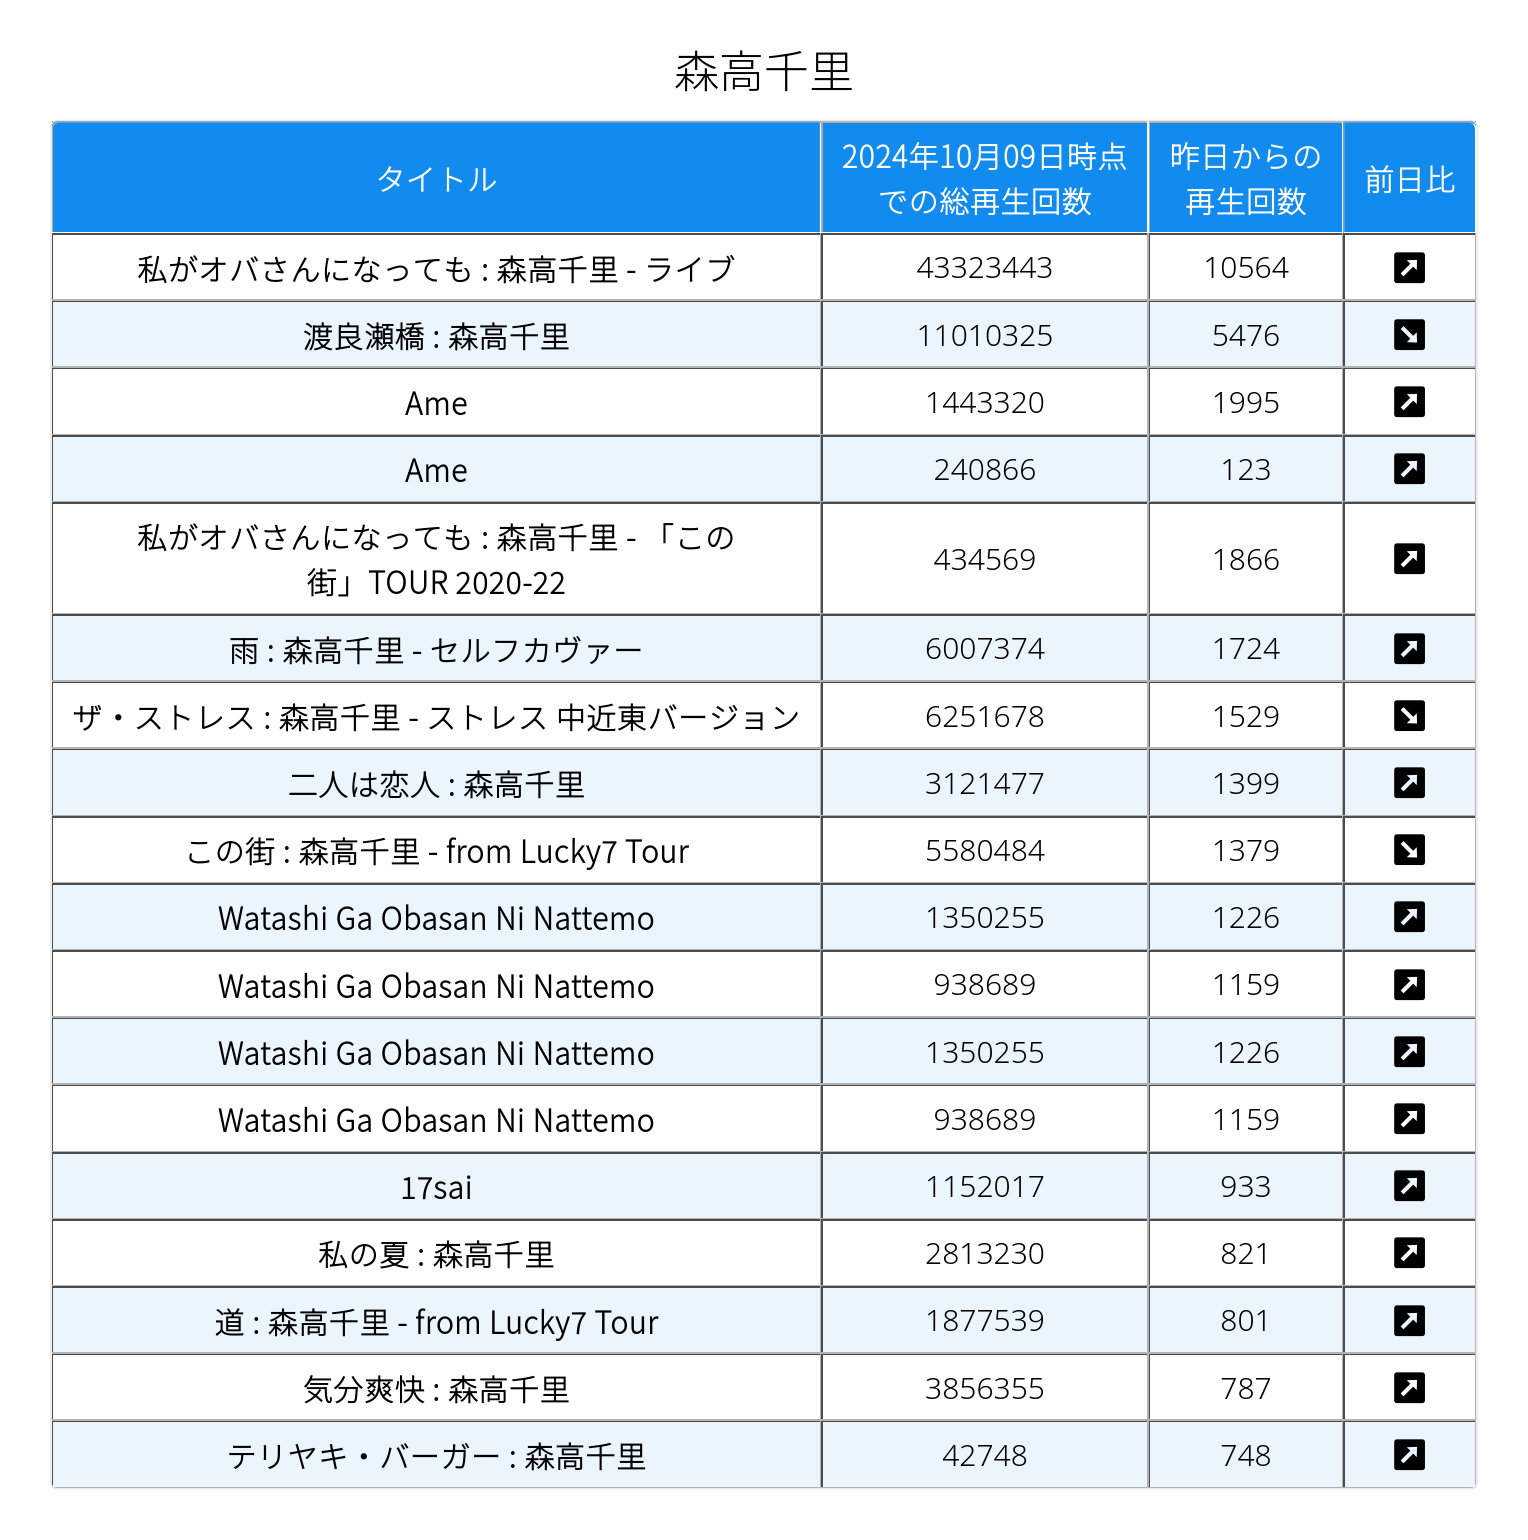 森高千里
タイトル
2024年10月09日時点
での総再生回数
昨日からの
再生回数
前日比
私がオバさんになっても : 森高千里 - ライブ 43323443 10564
渡良瀬橋 : 森高千里 11010325 5476
Ame 1443320 1995
Ame 240866 123
私がオバさんになっても : 森高千里 - 「この
街」TOUR 2020-22 434569 1866
雨 : 森高千里 - セルフカヴァー 6007374 1724
ザ・ストレス : 森高千里 - ストレス 中近東バージョン 6251678 1529
二人は恋人 : 森高千里 3121477 1399
この街 : 森高千里 - from Lucky7 Tour 5580484 1379
Watashi Ga Obasan Ni Nattemo 1350255 1226
Watashi Ga Obasan Ni Nattemo 938689 1159
Watashi Ga Obasan Ni Nattemo 1350255 1226
Watashi Ga Obasan Ni Nattemo 938689 1159
17sai 1152017 933
私の夏 : 森高千里 2813230 821
道 : 森高千里 - from Lucky7 Tour 1877539 801
気分爽快 : 森高千里 3856355 787
テリヤキ・バーガー : 森高千里 42748 748